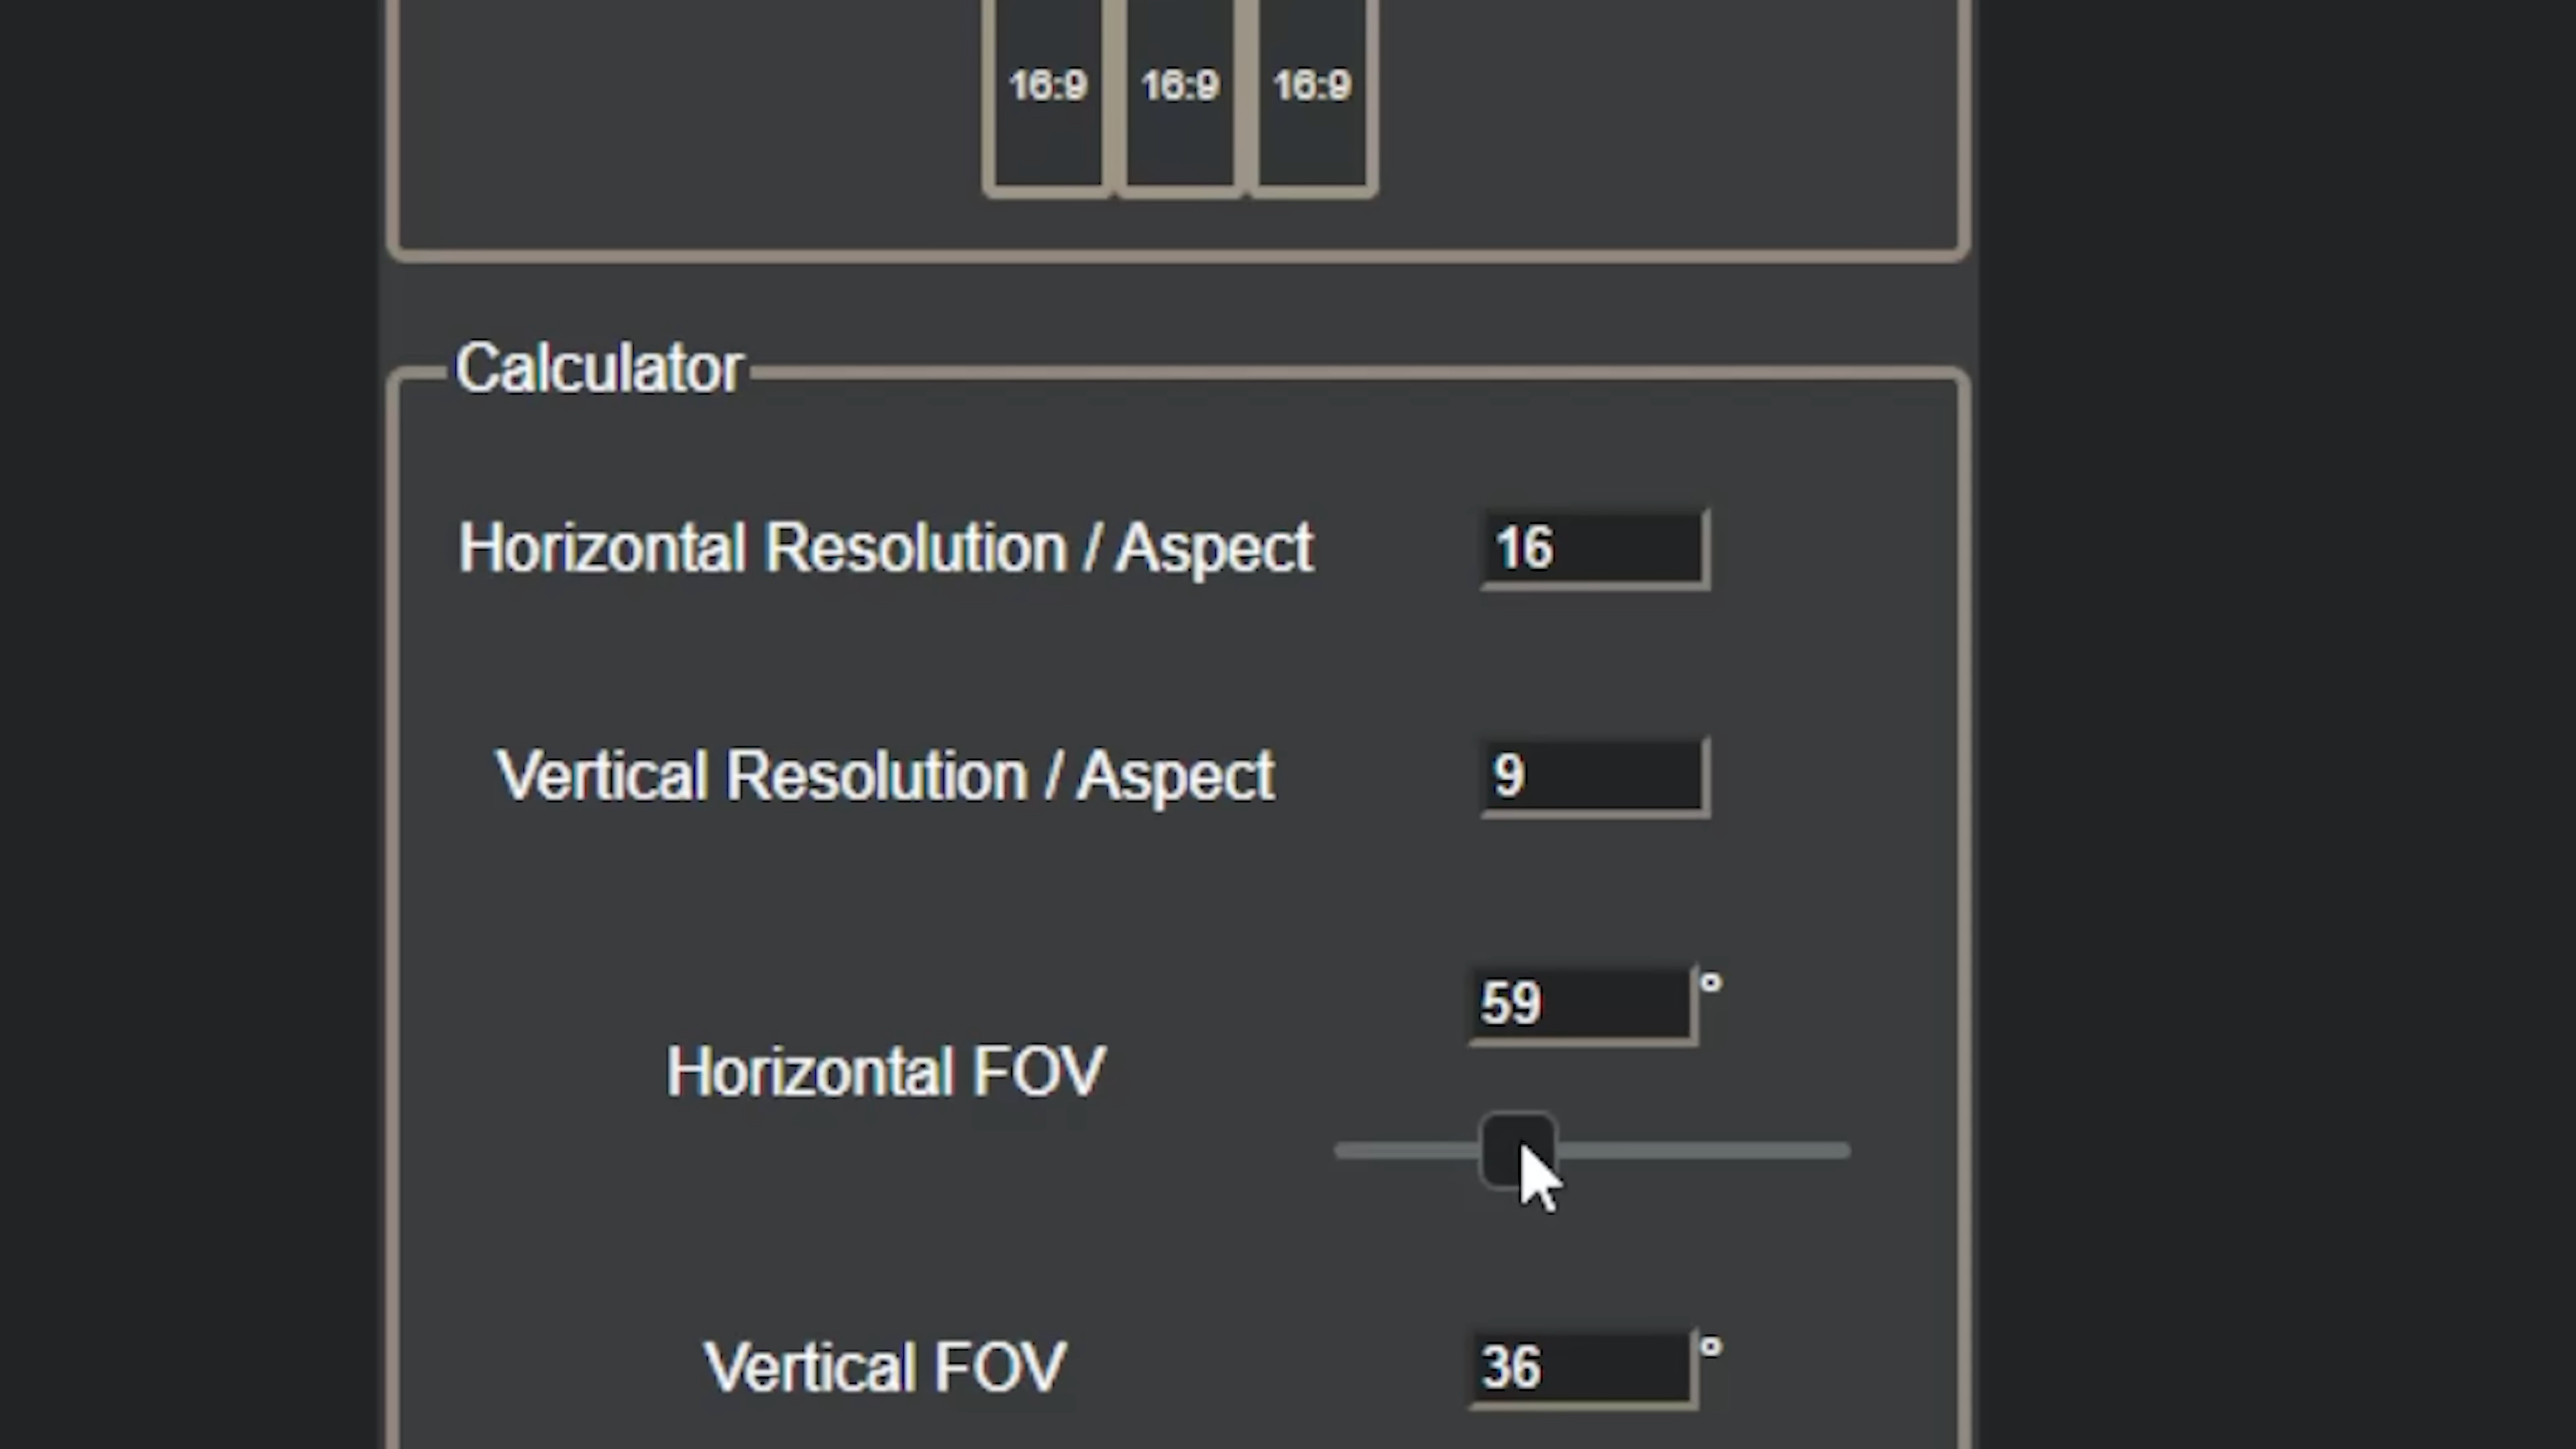 16:9 16:9 16:9
Calculator
Horizontal Resolution / Aspect 16
Vertical Resolution / Aspect 9
59°
Horizontal FOV
Vertical FOV 36°